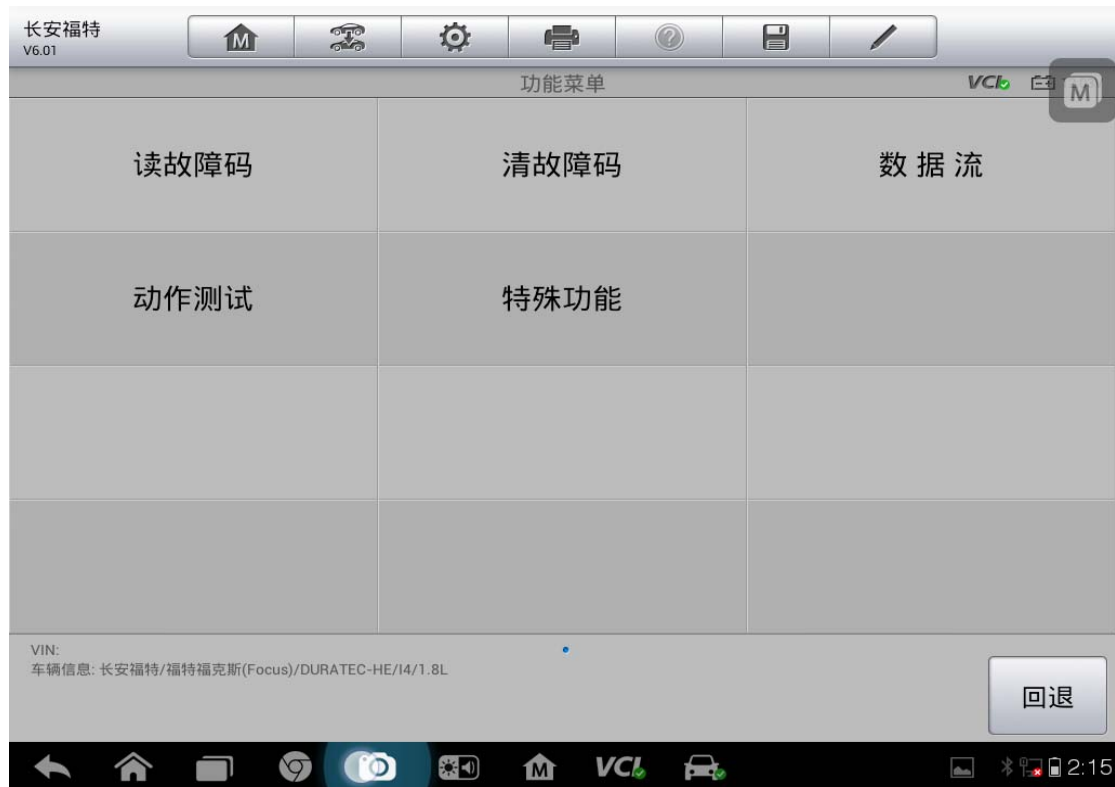 长安福特
V6.01
M
功能菜单
VCI
M
读故障码
清故障码
数据流
动作测试
特殊功能
VIN:
车辆信息: 长安福特/福特福克斯(Focus)/DURATEC-HE/I4/1.8L
回退
M
VCI
2:15